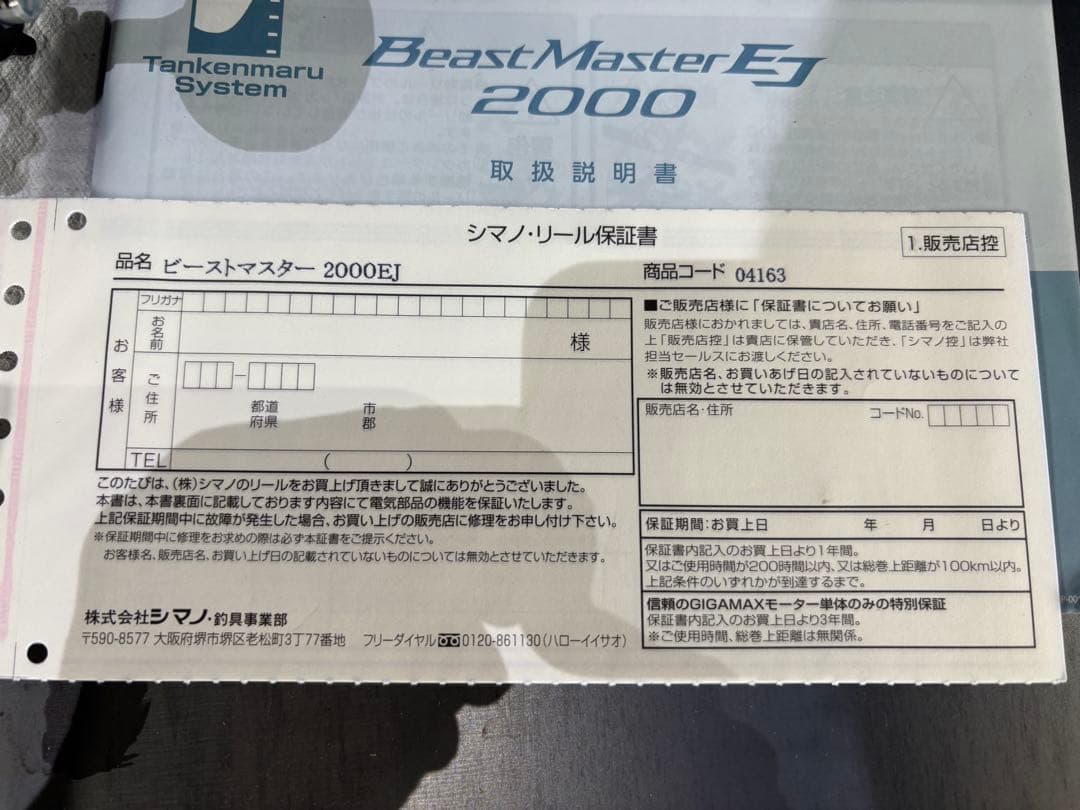 Tankenmaru
System
BeastMaster EJ
2000
取扱説明書
シマノ・リール保証書
1.販売店控
品名 ビーストマスター 2000EJ
商品コード 04163
フリガナ
お客様
お名前
様
ご住所
都道府県
市郡
TEL ( )
このたびは、(株)シマノのリールをお買上げ頂きまして誠にありがとうございました。
本書は、本書裏面に記載しております内容にて電気部品の機能を保証いたします。
上記保証期間中に故障が発生した場合、お買い上げの販売店に修理をお申し付け下さい。
※保証期間中に修理をお求めの際は必ず本証書をご提示ください。
お客様名、販売店名、お買い上げ日の記載されていないものについては無効とさせていただきます。
株式会社シマノ・釣具事業部
〒590-8577 大阪府堺市堺区老松町3丁77番地 フリーダイヤル 0120-861130(ハローイイサオ)
■ご販売店様に「保証書についてお願い」
販売店様におかれましては、貴店名、住所、電話番号をご記入の
上「販売店控」は貴店に保管していただき、「シマノ控」は弊社
担当セールスにお渡しください。
※販売店名、お買いあげ日の記入されていないものについて
は無効とさせていただきます。
販売店名・住所
コードNo.
保証期間:お買上日 年 月 日より
保証書内記入のお買上日より1年間。
又はご使用時間が200時間以内、又は総巻上距離が100km以内。
上記条件のいずれかが到達するまで。
信頼のGIGAMAXモーター単体のみの特別保証
保証書内記入のお買上日より3年間。
※ご使用時間、総巻上距離は無関係。